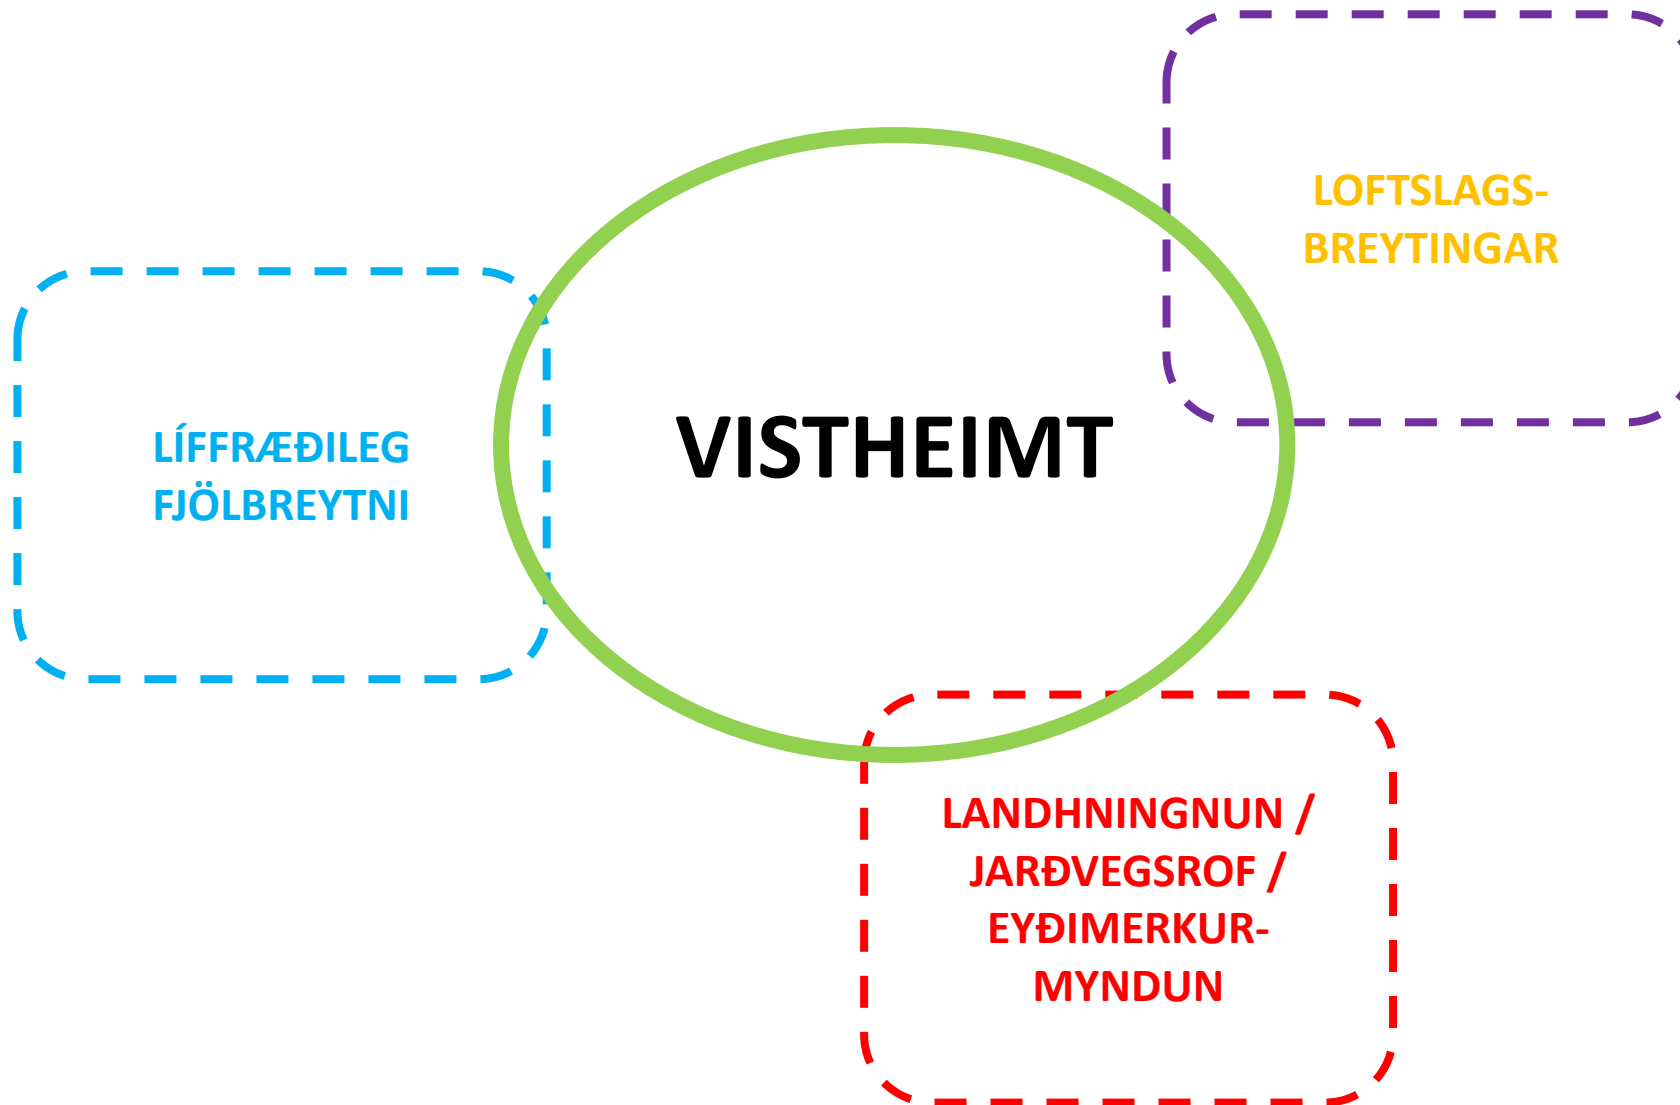 LOFTSLAGS-
BREYTINGAR
VISTHEIMT
LÍFFRÆÐILEG
FJÖLBREYTNI
LANDHNINGNUN /
JARÐVEGSROF /
EYÐIMERKUR-
MYNDUN